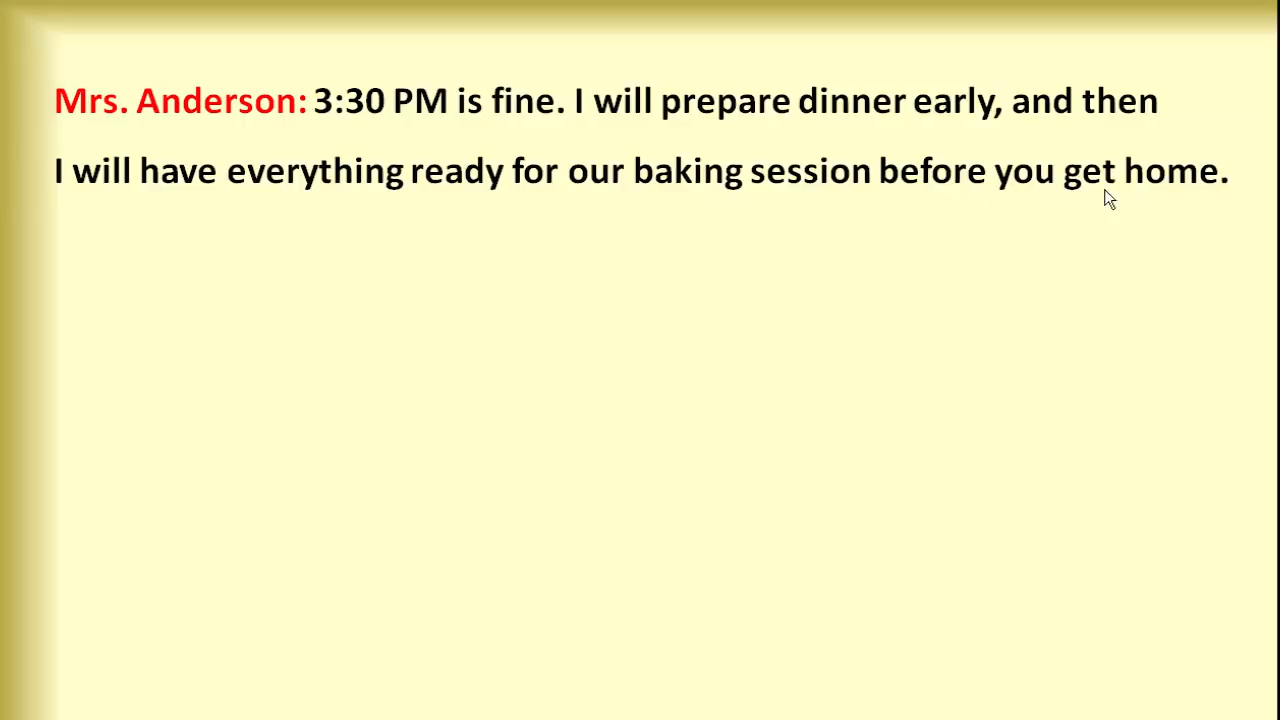 Mrs. Anderson: 3:30 PM is fine. I will prepare dinner early, and then
I will have everything ready for our baking session before you get home.